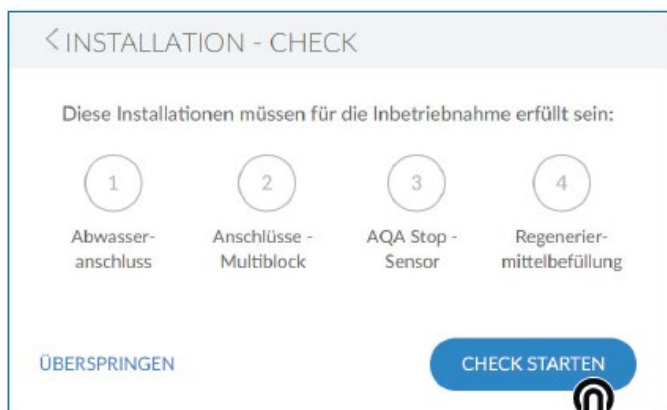 <INSTALLATION - CHECK
Diese Installationen müssen für die Inbetriebnahme erfüllt sein:
1 2 3 4
Abwasser- Anschlüsse - AQA Stop - Regenerier-
anschluss Multiblock Sensor mittelbefüllung
ÜBERSPRINGEN CHECK STARTEN